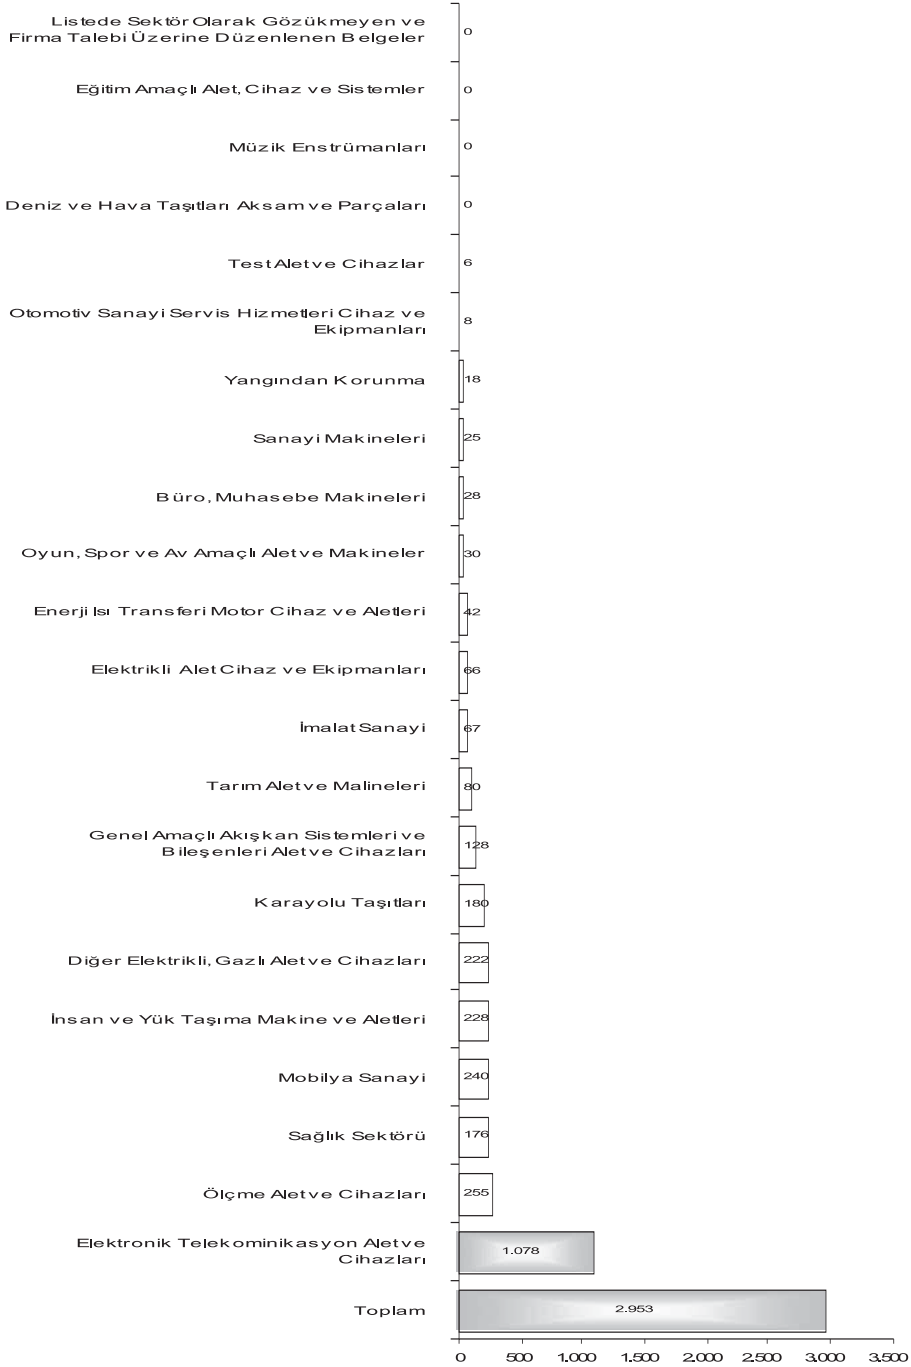 Listede Sektör Olarak Gözükmeyen ve
Firma Talebi Üzerine Düzenlenen Belgeler
0
Eğitim Amaçlı Alet, Cihaz ve Sistemler
0
Müzik Enstrümanları
0
Deniz ve Hava Taşıtları Aksam ve Parçaları
0
Test Alet ve Cihazlar
6
Otomotiv Sanayi Servis Hizmetleri Cihaz ve
Ekipmanları
8
Yangından Korunma
18
Sanayi Makineleri
25
Büro, Muhasebe Makineleri
28
Oyun, Spor ve Av Amaçlı Alet ve Makineler
30
Enerji Isı Transferi Motor Cihaz ve Aletleri
42
Elektrikli Alet Cihaz ve Ekipmanları
66
İmalat Sanayi
67
Tarım Alet ve Malineleri
80
Genel Amaçlı Akışkan Sistemleri ve
Bileşenleri Alet ve Cihazları
128
Karayolu Taşıtları
180
Diğer Elektrikli, Gazlı Alet ve Cihazları
222
İnsan ve Yük Taşıma Makine ve Aletleri
228
Mobilya Sanayi
240
Sağlık Sektörü
176
Ölçme Alet ve Cihazları
255
Elektronik Telekominikasyon Alet ve
Cihazları
1.078
Toplam
2.953
0 500 1.000 1.500 2.000 2.500 3.000 3.500